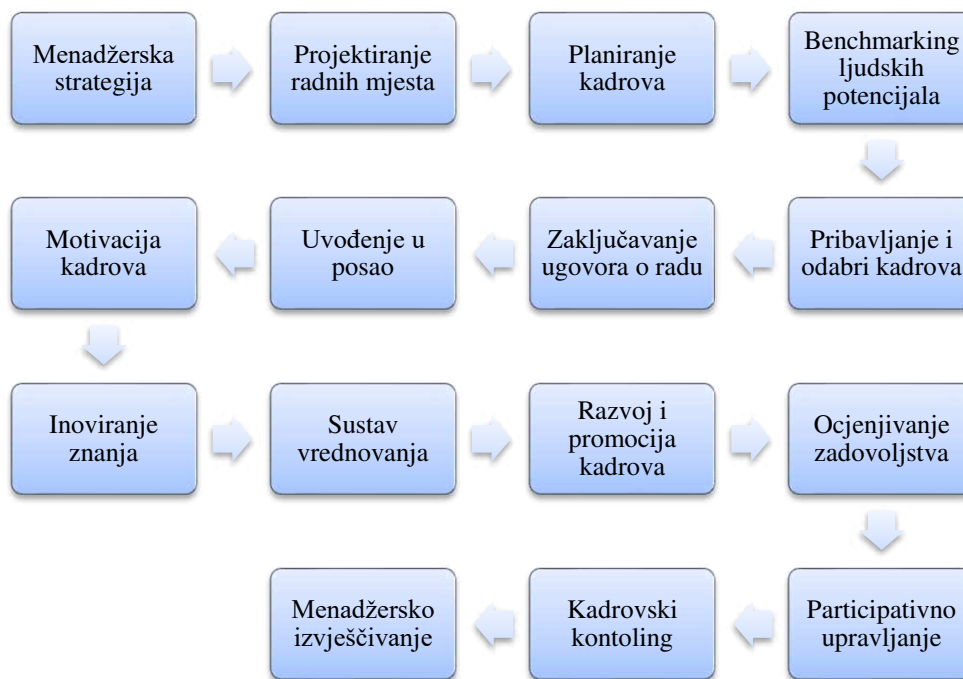 Menadžerska
strategija
Projektiranje
radnih mjesta
Planiranje
kadrova
Benchmarking
ljudskih
potencijala
Motivacija
kadrova
Uvođenje u
posao
Zaključavanje
ugovora o radu
Pribavljanje i
odabri kadrova
Inoviranje
znanja
Sustav
vrednovanja
Razvoj i
promocija
kadrova
Ocjenjivanje
zadovoljstva
Menadžersko
izvješčivanje
Kadrovski
kontoling
Participativno
upravljanje